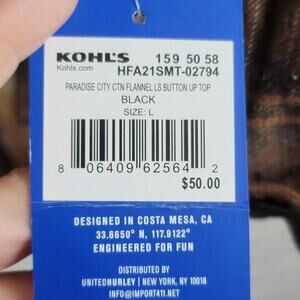 KOHL'S 159 50 58
Kohls.com HFA21SMT-02794
PARADISE CITY CTN FLANNEL LS BUTTON UP TOP
BLACK
SIZE: L
8 06409 62564 2
$50.00
DESIGNED IN COSTA MESA, CA
33.6650° N, 117.9122°
ENGINEERED FOR FUN
DISTRIBUTED BY
UNITEDHURLEY | NEW YORK, NY 10018
INFO@IMPORT411.NET